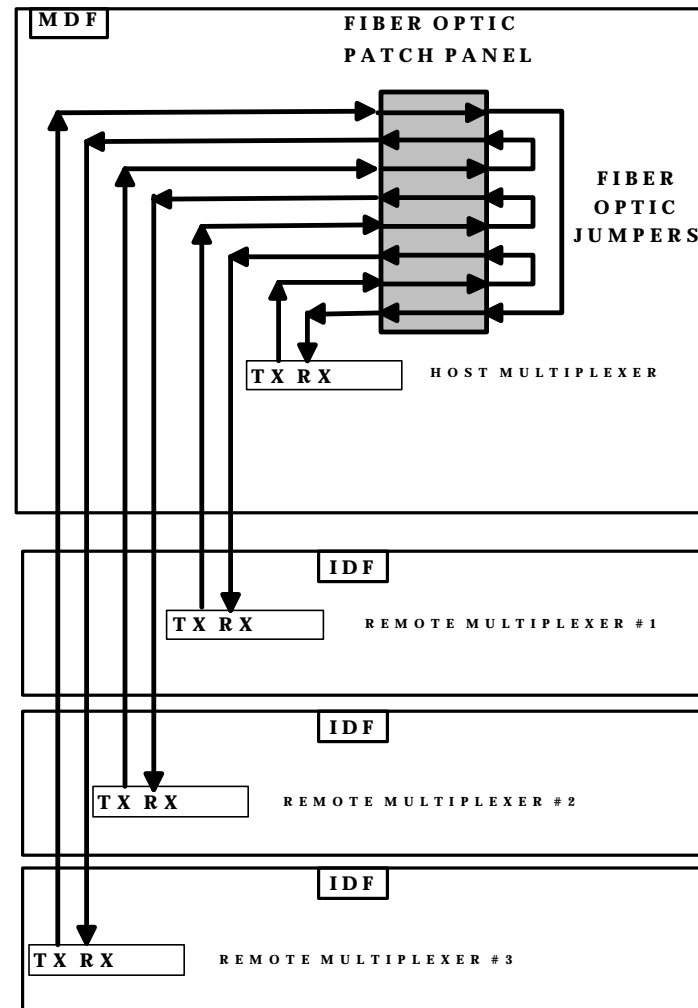 MDF
FIBER OPTIC
PATCH PANEL
FIBER
OPTIC
JUMPERS
TX RX
HOST MULTIPLEXER
IDF
TX RX
REMOTE MULTIPLEXER #1
IDF
TX RX
REMOTE MULTIPLEXER #2
IDF
TX RX
REMOTE MULTIPLEXER #3